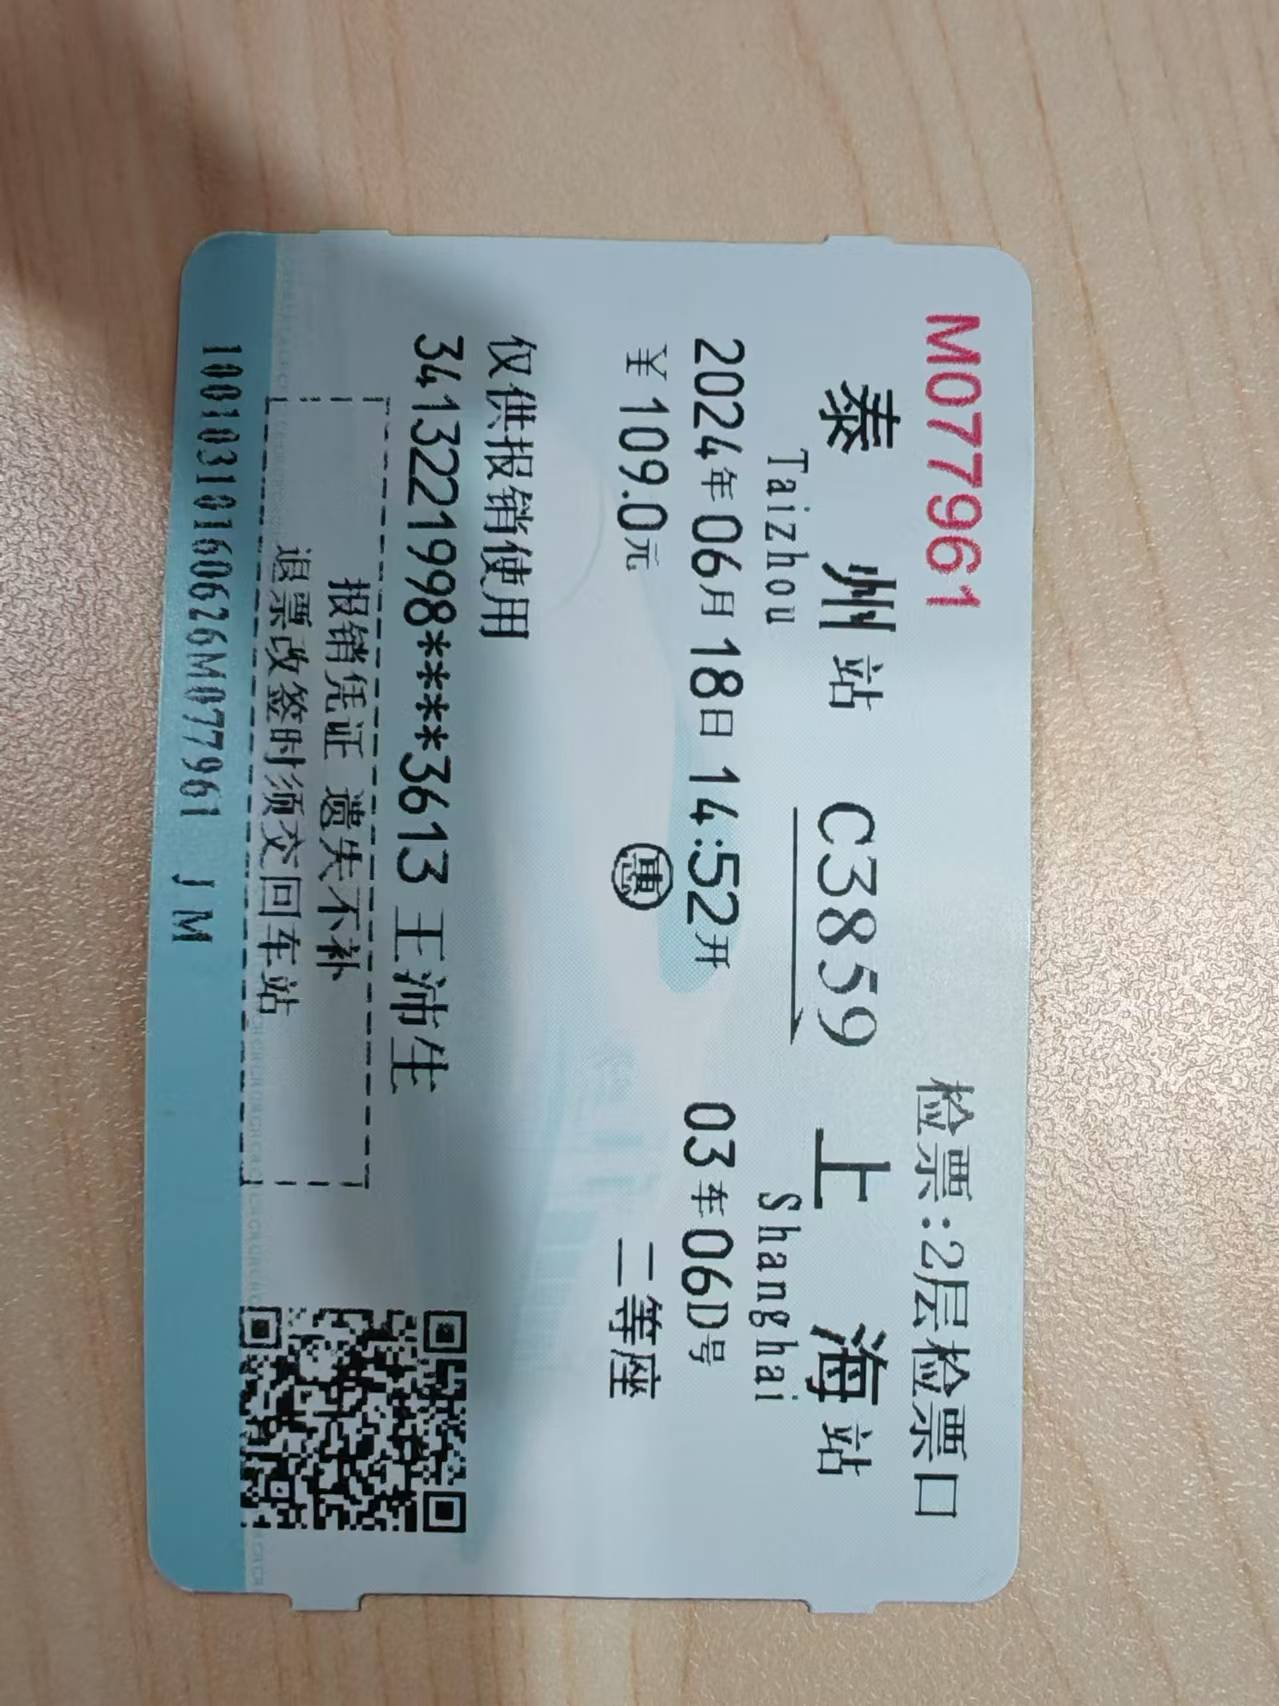 M077961 检票:2层检票口
泰州站 C3859 上海站
Taizhou Shanghai
2024年06月18日14:52开 03车06D号
￥109.0元 惠 二等座
仅供报销使用
3413221998****3613 王沛生
报销凭证 遗失不补
退票改签时须交回车站
10010310160626M077961 JM